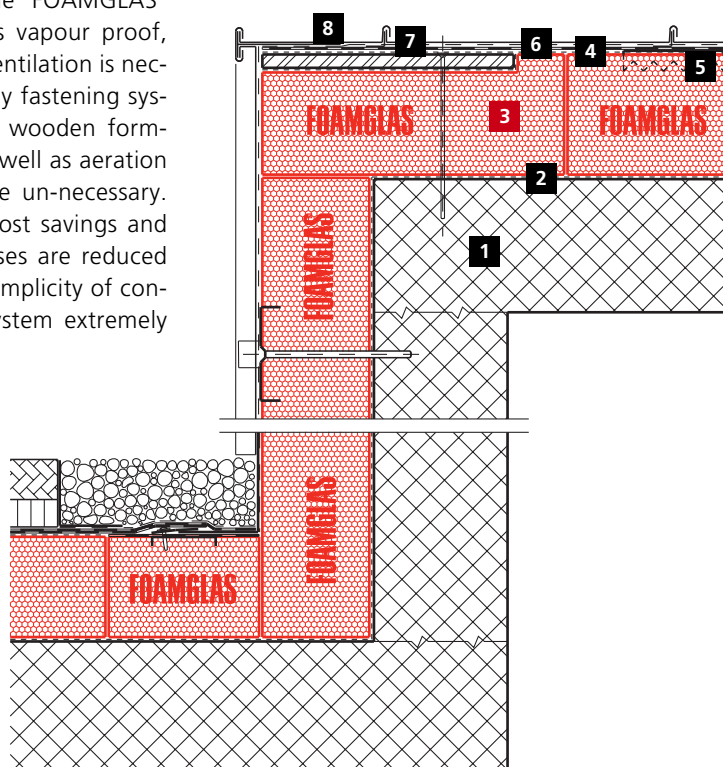 FOAMGLAS
s vapour proof,
entilation is nec-
y fastening sys-
wooden form-
well as aeration
e un-necessary.
ost savings and
ses are reduced
mplicity of con-
ystem extremely
8
7
6
4
5
FOAMGLAS
3
FOAMGLAS
2
1
FOAMGLAS
FOAMGLAS
FOAMGLAS